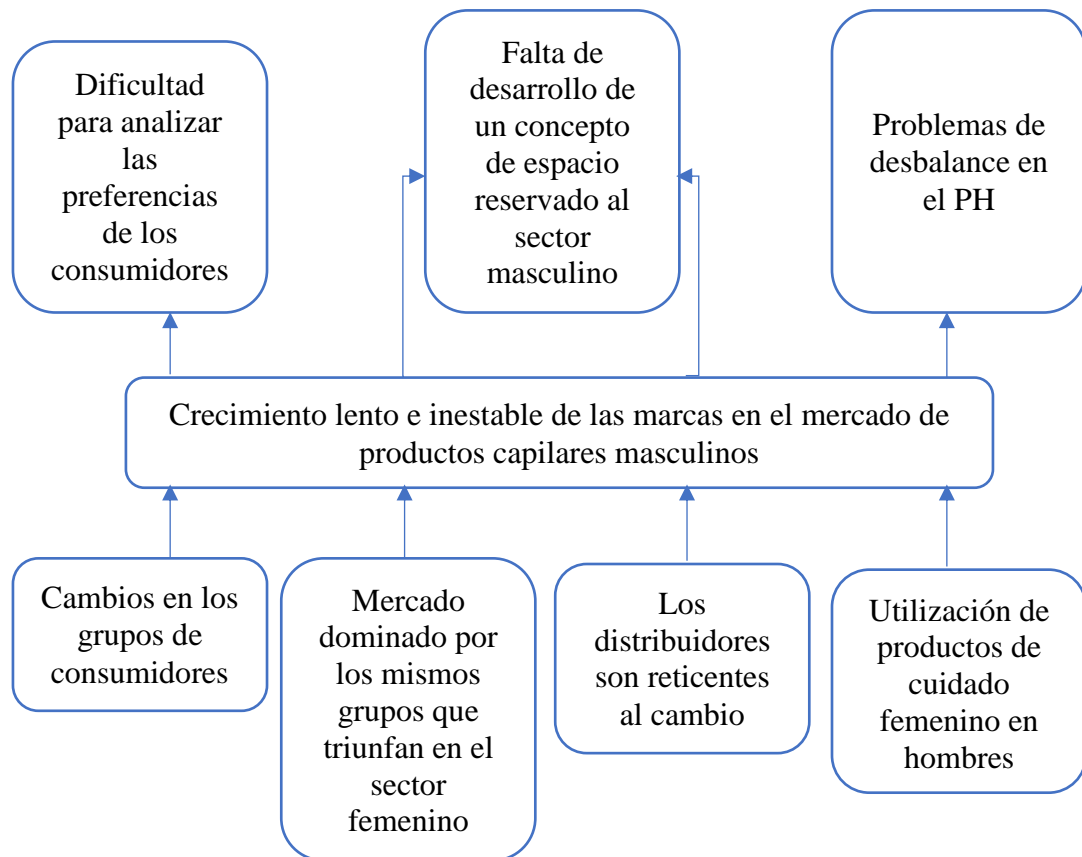 Dificultad
para analizar
las
preferencias
de los
consumidores
Falta de
desarrollo de
un concepto
de espacio
reservado al
sector
masculino
Problemas de
desbalance en
el PH
Crecimiento lento e inestable de las marcas en el mercado de
productos capilares masculinos
Cambios en los
grupos de
consumidores
Mercado
dominado por
los mismos
grupos que
triunfan en el
sector
femenino
Los
distribuidores
son reticentes
al cambio
Utilización de
productos de
cuidado
femenino en
hombres